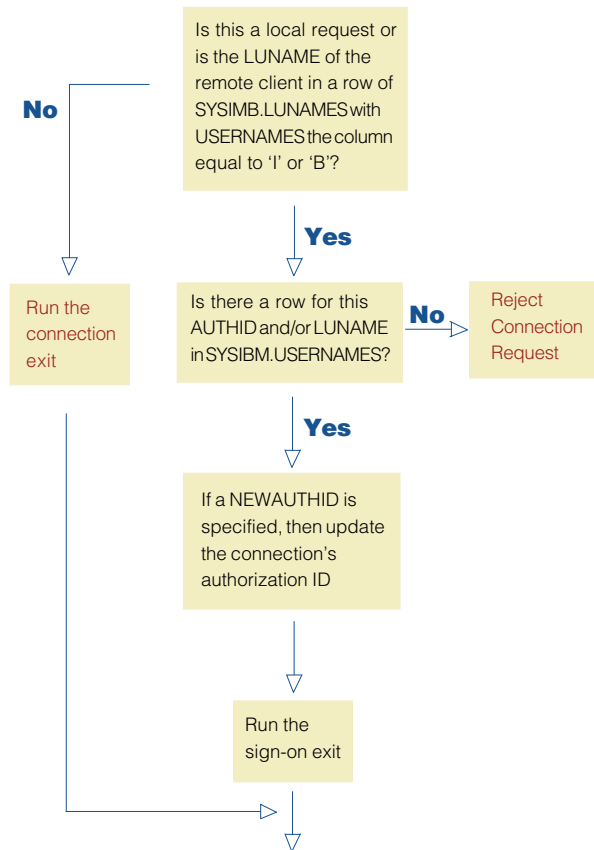 Is this a local request or
is the LUNAME of the
remote client in a row of
SYSIMB.LUNAMES with
USERNAMES the column
equal to ‘I’ or ‘B’?
No
Yes
Run the
connection
exit
Is there a row for this
AUTHID and/or LUNAME
in SYSIBM.USERNAMES?
No
Reject
Connection
Request
Yes
If a NEWAUTHID is
specified, then update
the connection’s
authorization ID
Run the
sign-on exit